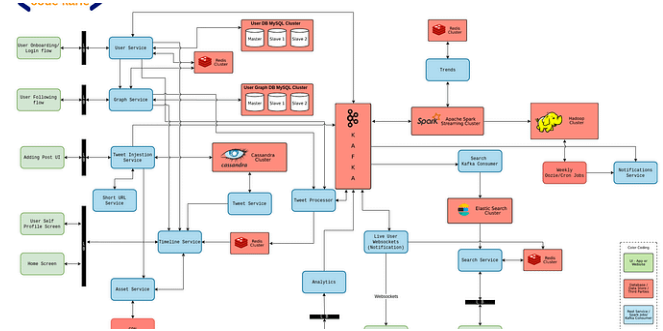 User DB MySQL Cluster
Master
Slave 1
Slave 2
User Onboarding/
Login flow
User Service
Redis
Cluster
Redis
Cluster
Trends
User Graph DB MySQL Cluster
Master
Slave 1
Slave 2
User Following
flow
Graph Service
KAFKA
Spark
Apache Spark
Streaming Cluster
Hadoop
Cluster
Adding Post UI
Tweet Injestion
Service
cassandra
Cassandra
Cluster
Search
Kafka Consumer
Weekly
Docin/Cron Jobs
Notifications
Service
Short URL
Service
Tweet Service
Tweet Processor
Elastic Search
Cluster
User Self
Profile Screen
Timeline Service
Redis
Cluster
Live User
Websockets
(Notification)
Home Screen
Search Service
Redis
Cluster
Asset Service
Analytics
Websockets
Color Coding
UI - App or
Website
Database /
Data Store /
Third Parties
Rest Service /
Spark Jobs /
Kafka Consumer